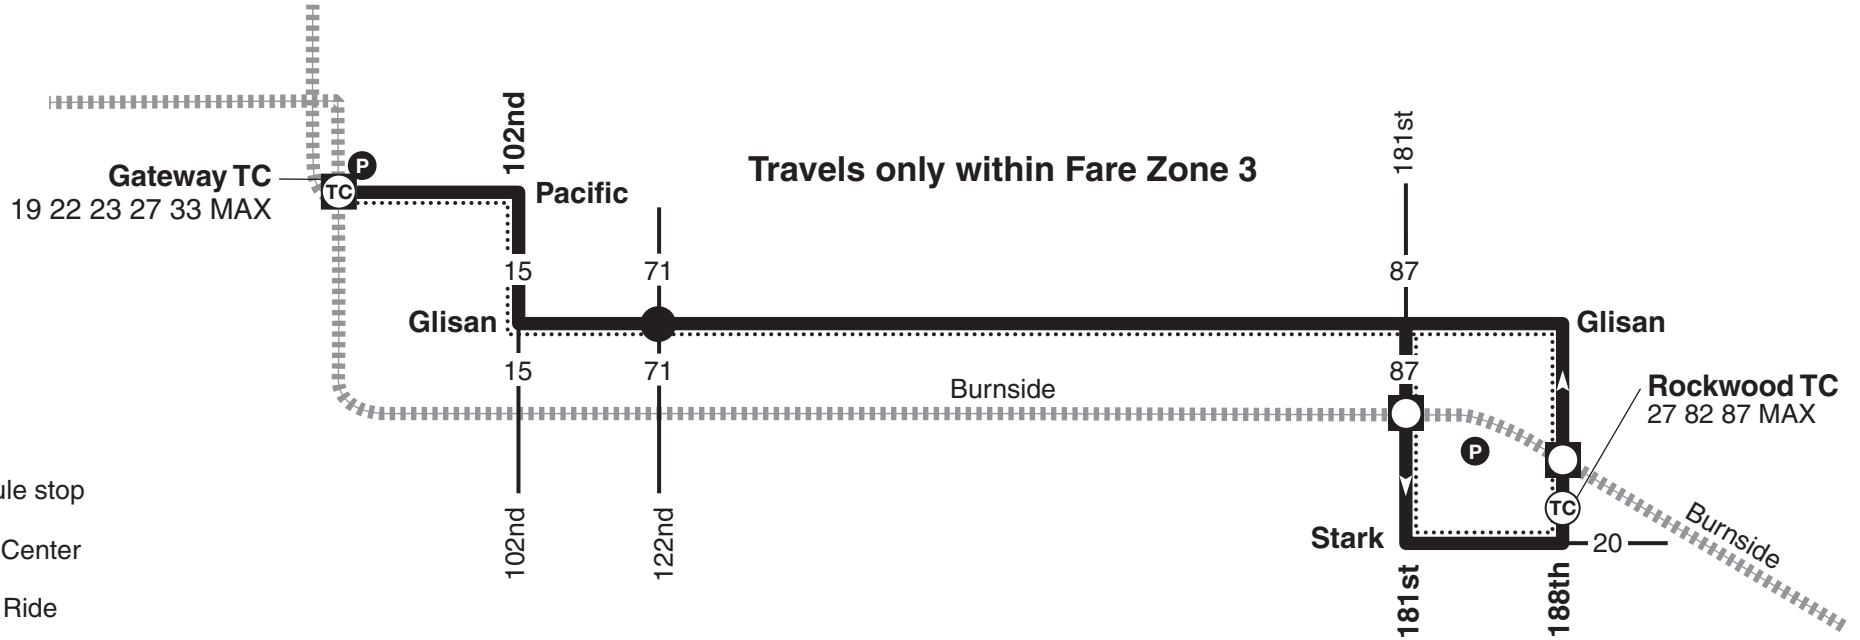 102nd
181st
Travels only within Fare Zone 3
P
Gateway TC
19 22 23 27 33 MAX
TC
Pacific
15
71
87
Glisan
Glisan
15
71
87
Burnside
Rockwood TC
27 82 87 MAX
P
ule stop
TC
Burnside
Center
102nd
122nd
Stark
20
181st
188th
Ride